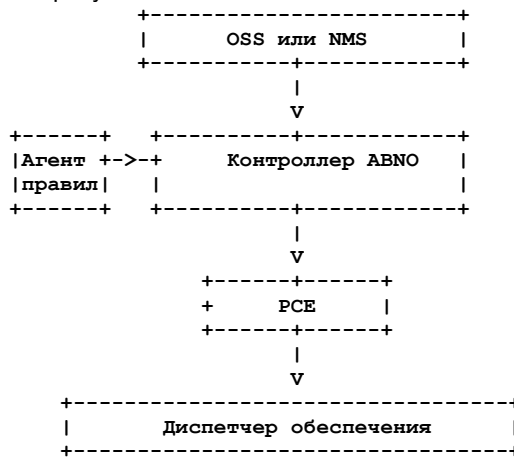 OSS или NMS
V
Агент Контроллер ABNO
правил
V
PCE
V
Диспетчер обеспечения